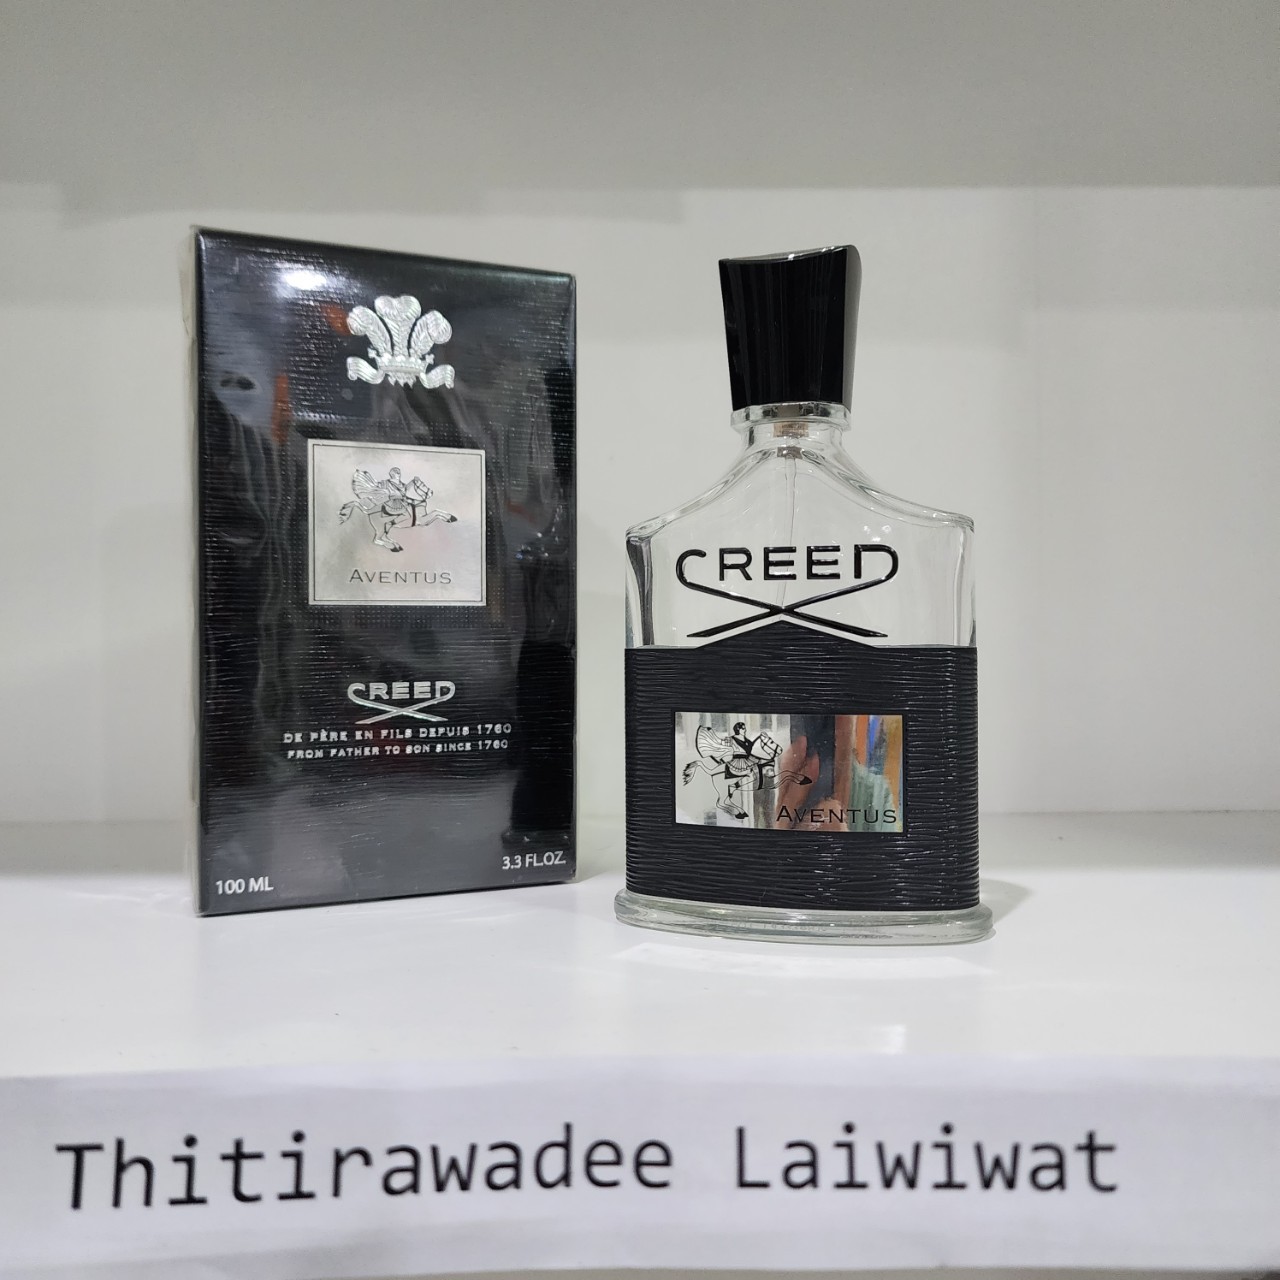 AVENTUS
CREED
DE PÈRE EN FILS DEPUIS 1760
FROM FATHER TO SON SINCE 1760
100 ML
3.3 FL.OZ.
CREED
AVENTUS
Thitirawadee Laiwiwat